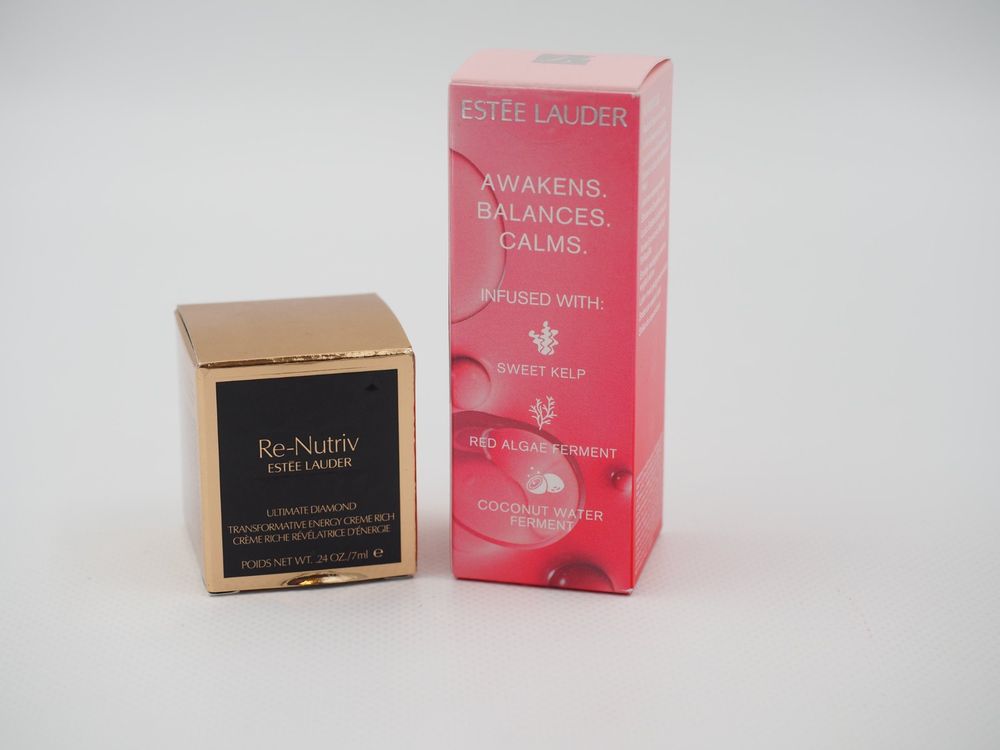 Re-Nutriv
ESTĒE LAUDER
ULTIMATE DIAMOND
TRANSFORMATIVE ENERGY CREME RICH
CRÈME RICHE RÉVÉLATRICE D'ÉNERGIE
POIDS NET WT. .24 OZ./7ml ℮
ESTĒE LAUDER
AWAKENS.
BALANCES.
CALMS.
INFUSED WITH:
SWEET KELP
RED ALGAE FERMENT
COCONUT WATER
FERMENT